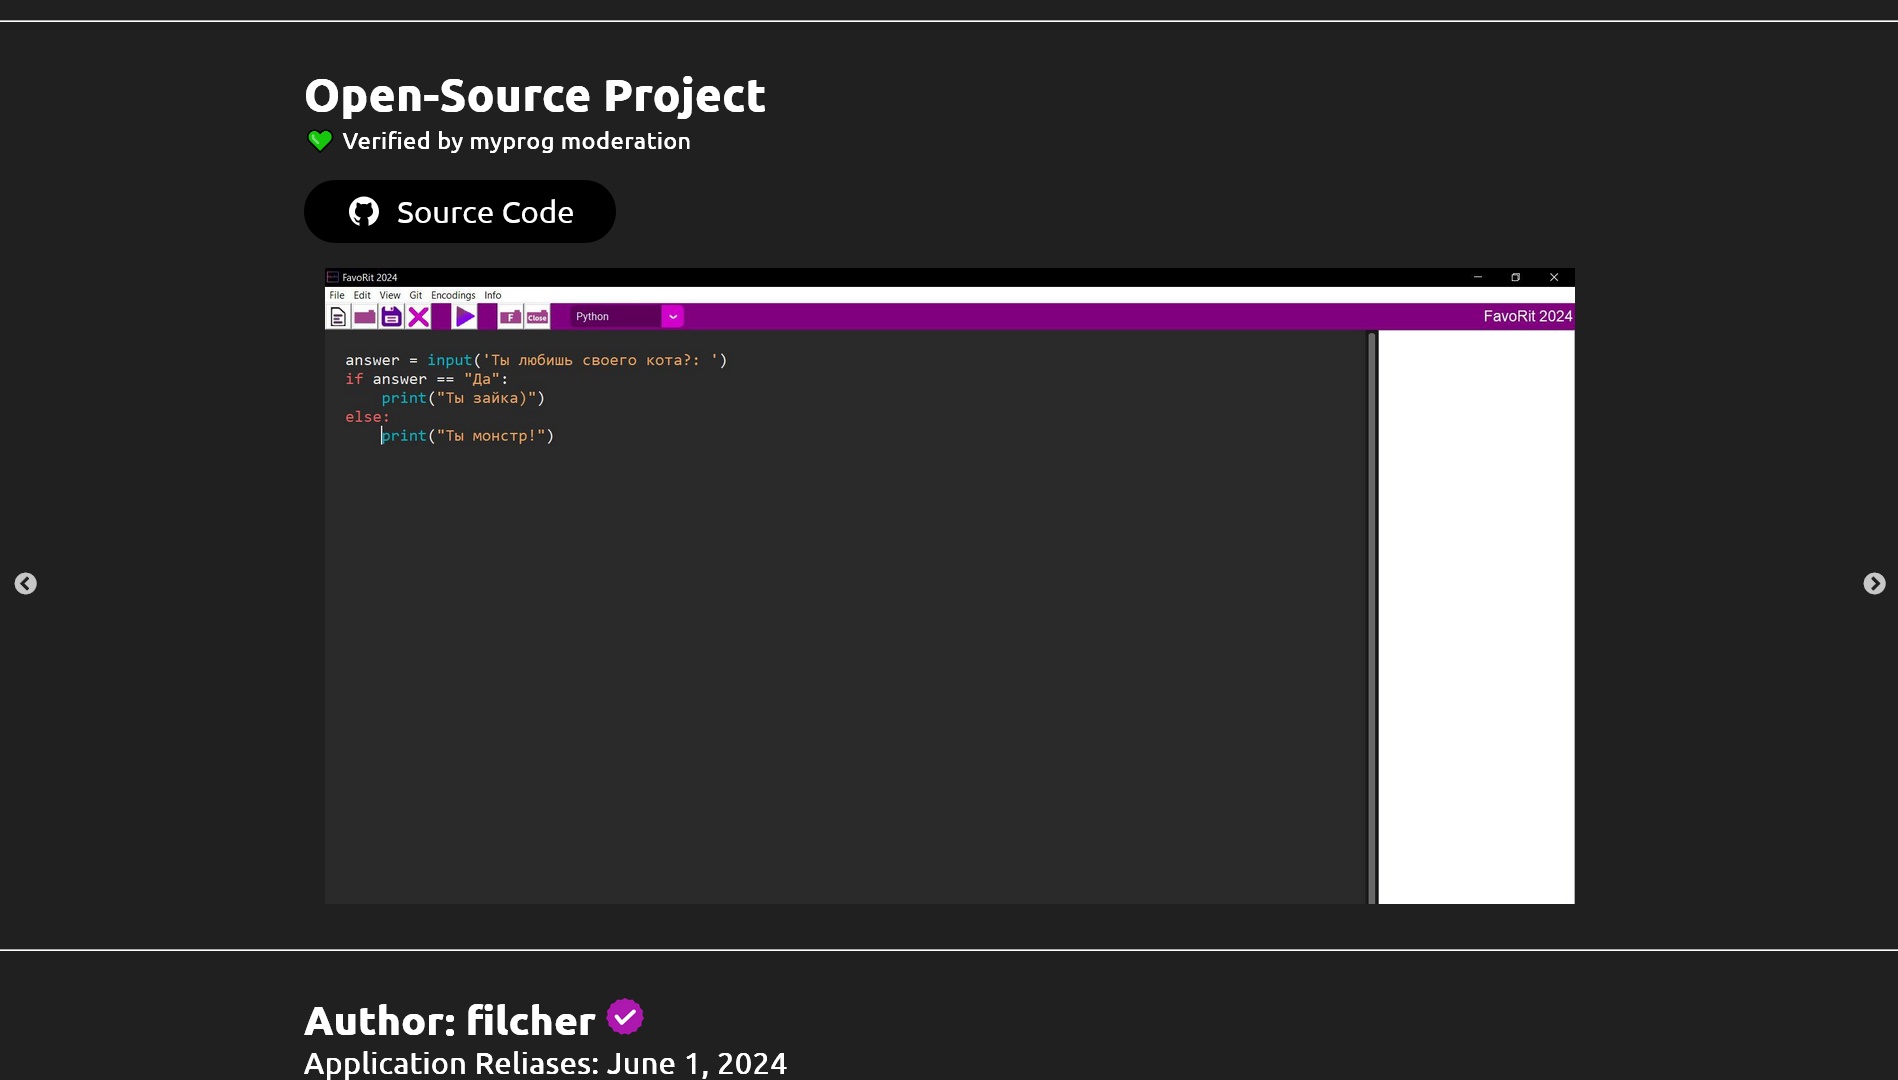 Open-Source Project
Verified by myprog moderation
Source Code
FavoRit 2024
File Edit View Git Encodings Info
F Close Python FavoRit 2024
answer = input('Ты любишь своего кота?: ')
if answer == "Да":
    print("Ты зайка)")
else:
    print("Ты монстр!")
Author: filcher
Application Reliases: June 1, 2024